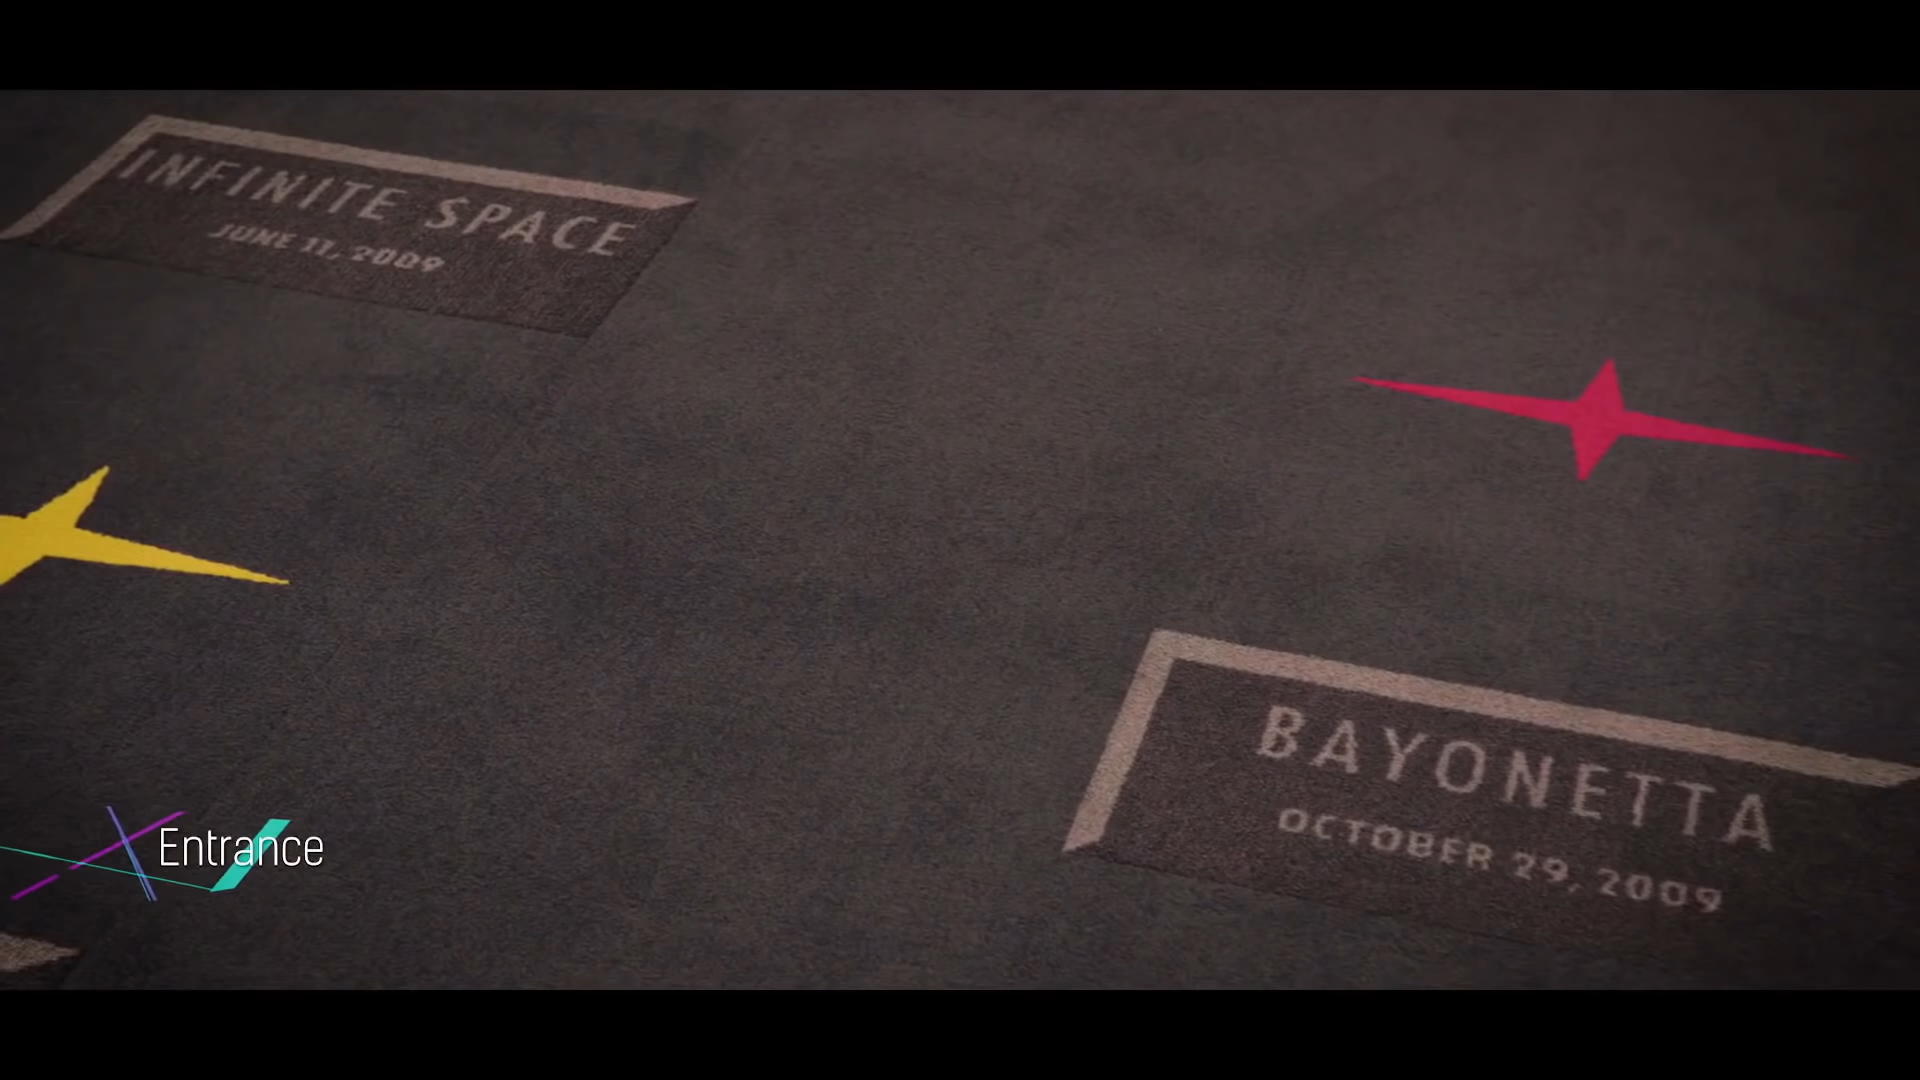 INFINITE SPACE
JUNE 11, 2009
BAYONETTA
OCTOBER 29, 2009
Entrance